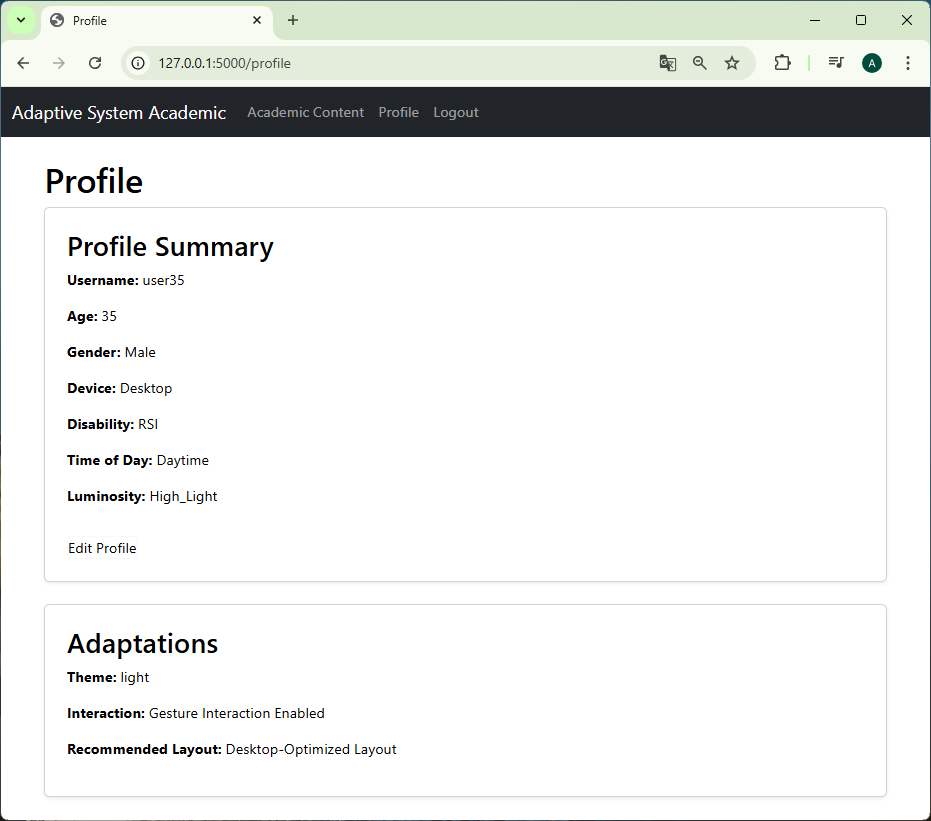 Profile
127.0.0.1:5000/profile
A
Adaptive System Academic Academic Content Profile Logout
Profile
Profile Summary
Username: user35
Age: 35
Gender: Male
Device: Desktop
Disability: RSI
Time of Day: Daytime
Luminosity: High_Light
Edit Profile
Adaptations
Theme: light
Interaction: Gesture Interaction Enabled
Recommended Layout: Desktop-Optimized Layout